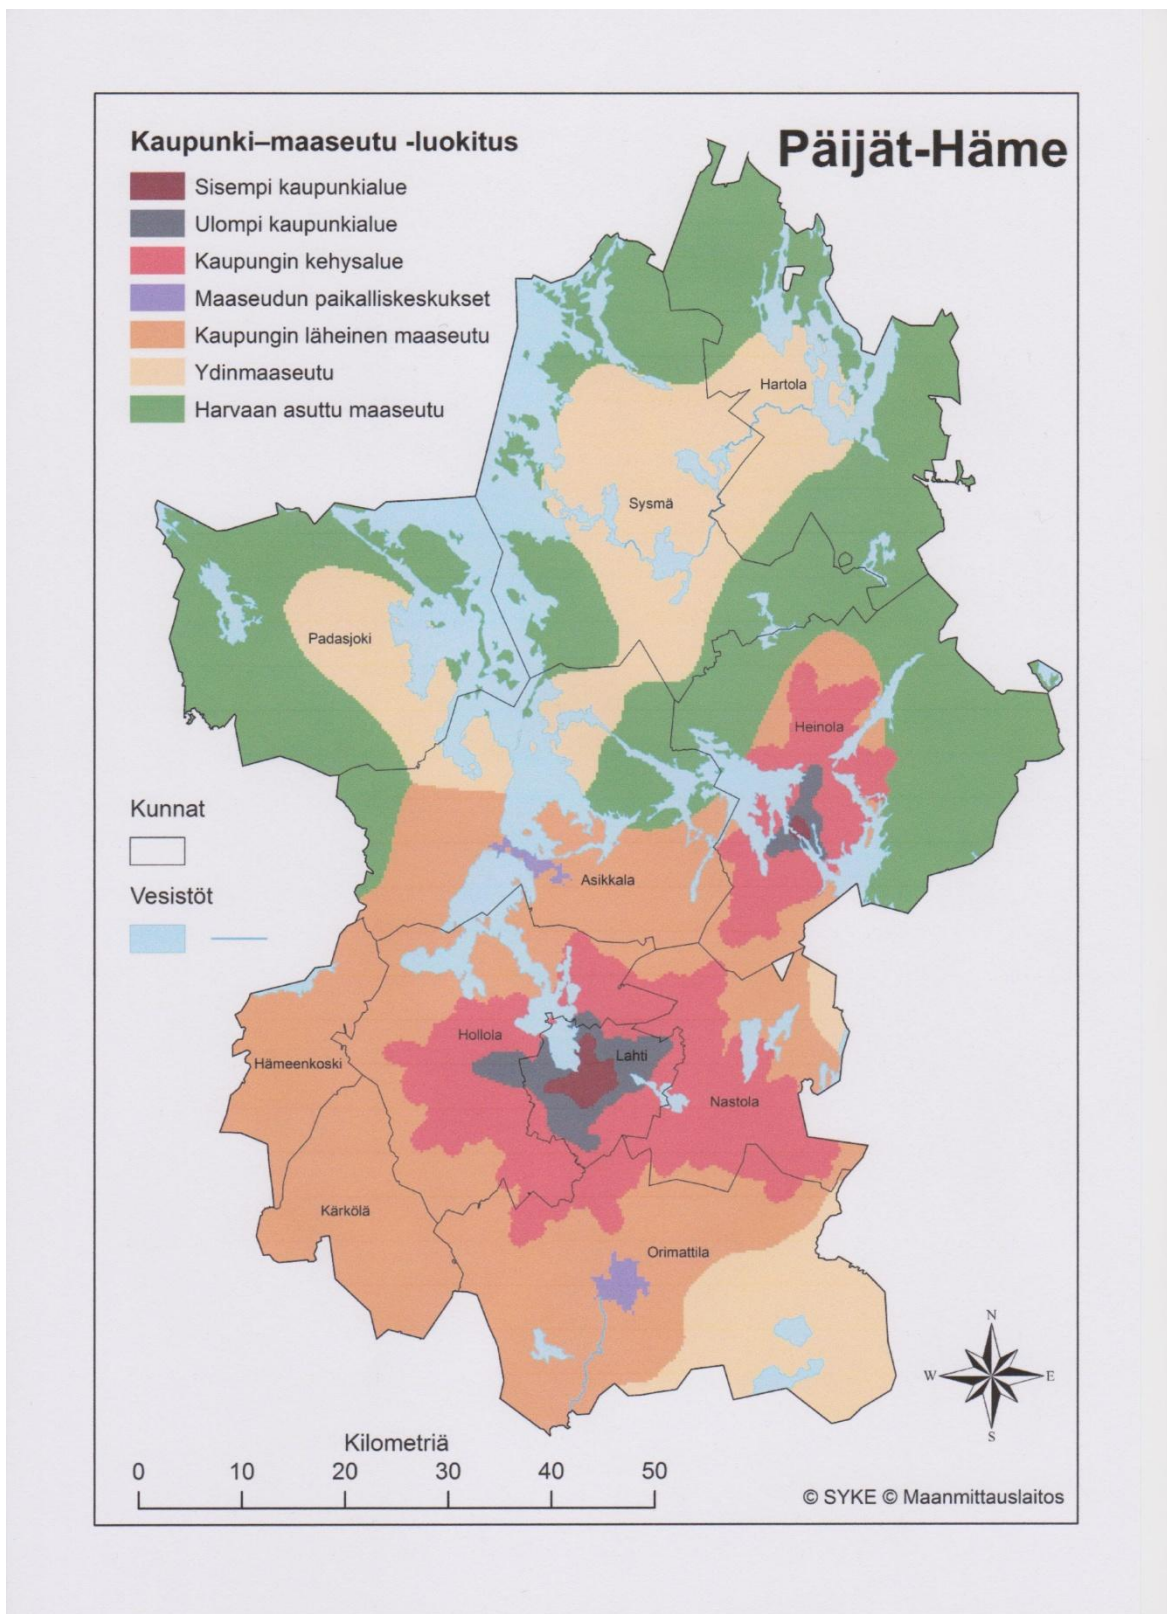 Päijät-Häme
Kaupunki–maaseutu -luokitus
Sisempi kaupunkialue
Ulompi kaupunkialue
Kaupungin kehysalue
Maaseudun paikalliskeskukset
Kaupungin läheinen maaseutu
Ydinmaaseutu
Harvaan asuttu maaseutu
Hartola
Sysmä
Padasjoki
Heinola
Kunnat
Vesistöt
Asikkala
Hollola
Lahti
Hämeenkoski
Nastola
Kärkölä
Orimattila
N
W
E
S
Kilometriä
0 10 20 30 40 50
© SYKE © Maanmittauslaitos